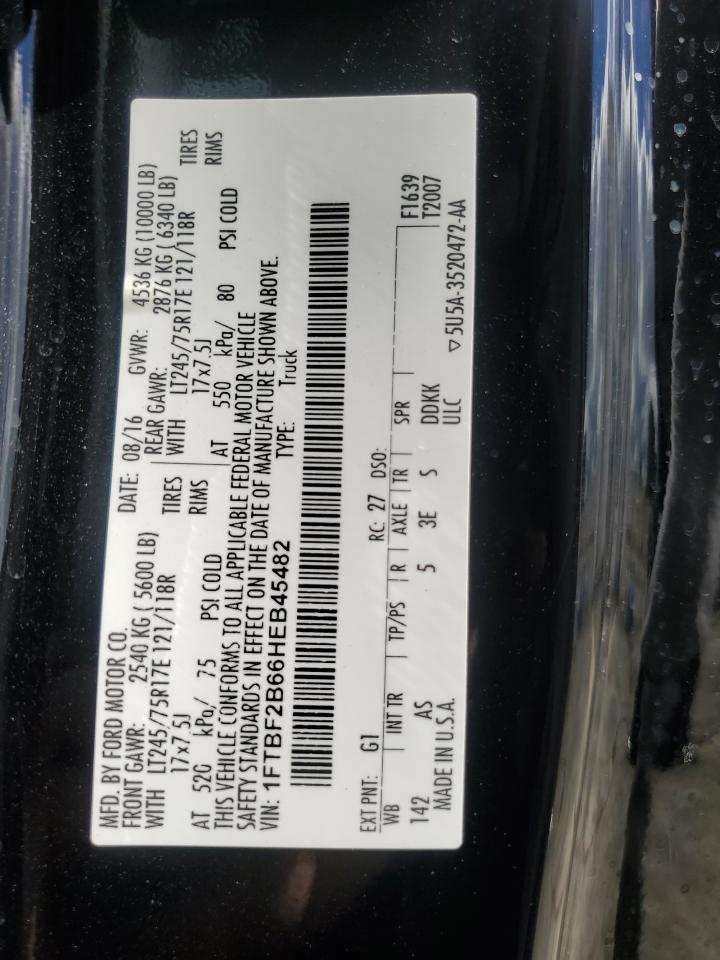 MFD. BY FORD MOTOR CO. DATE: 08/16 GVWR: 4536 KG (10000 LB)
FRONT GAWR: 2540 KG ( 5600 LB) REAR GAWR: 2876 KG ( 6340 LB)
WITH LT245/75R17E 121/118R TIRES WITH LT245/75R17E 121/118R TIRES
17x7.5J RIMS 17x7.5J RIMS
AT 520 kPa/ 75 PSI COLD AT 550 kPa/ 80 PSI COLD
THIS VEHICLE CONFORMS TO ALL APPLICABLE FEDERAL MOTOR VEHICLE
SAFETY STANDARDS IN EFFECT ON THE DATE OF MANUFACTURE SHOWN ABOVE.
VIN: 1FTBF2B66HEB45482 TYPE: Truck
EXT PNT: G1 RC: 27 DSO:
WB INT TR TP/PS R AXLE TR SPR F1639
142 AS 5 3E S DDKK T2007
MADE IN U.S.A. ULC ▽5U5A-3520472-AA